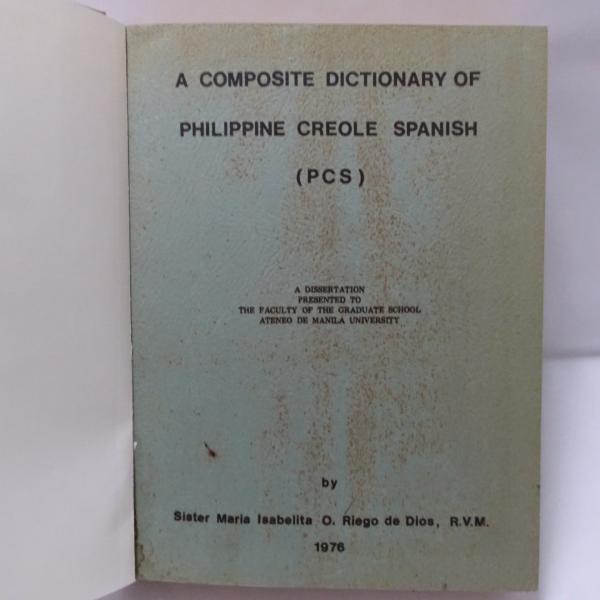 A COMPOSITE DICTIONARY OF
PHILIPPINE CREOLE SPANISH
(PCS)
A DISSERTATION
PRESENTED TO
THE FACULTY OF THE GRADUATE SCHOOL
ATENEO DE MANILA UNIVERSITY
by
Sister Maria Isabelita O. Riego de Dios, R.V.M.
1976